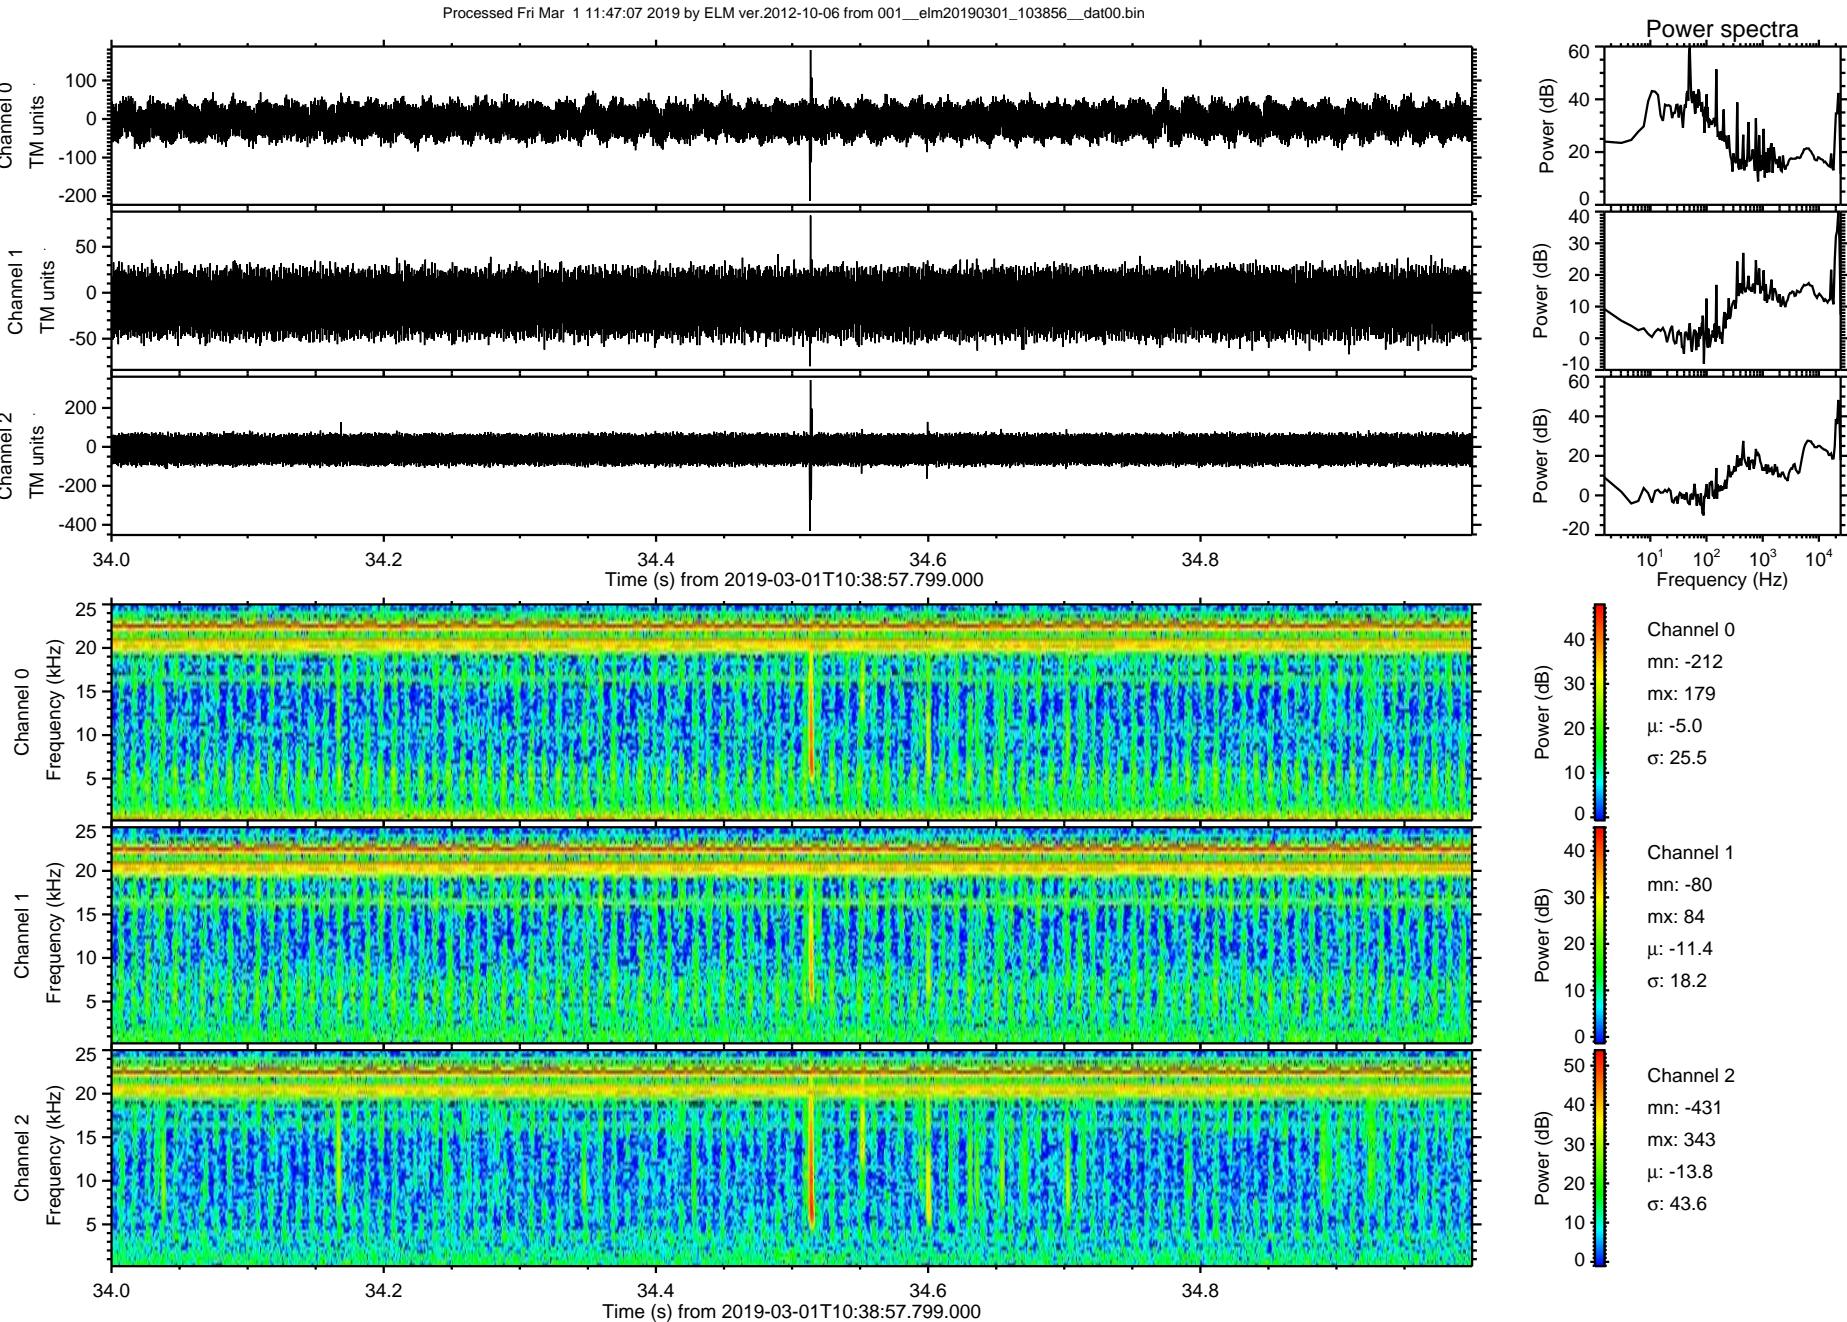 Processed Fri Mar 1 11:47:07 2019 by ELM ver.2012-10-06 from 001__elm20190301_103856__dat00.bin
Power spectra
Channel 0
TM units
100
0
-100
-200
Power (dB)
60
40
20
0
Channel 1
TM units
50
0
-50
Power (dB)
40
30
20
10
0
-10
Channel 2
TM units
200
0
-200
-400
Power (dB)
60
40
20
0
-20
34.0 34.2 34.4 34.6 34.8
Time (s) from 2019-03-01T10:38:57.799.000
10^1 10^2 10^3 10^4
Frequency (Hz)
Channel 0
Frequency (kHz)
25
20
15
10
5
Power (dB)
40
30
20
10
0
Channel 0
mn: -212
mx: 179
μ: -5.0
σ: 25.5
Channel 1
Frequency (kHz)
25
20
15
10
5
Power (dB)
40
30
20
10
0
Channel 1
mn: -80
mx: 84
μ: -11.4
σ: 18.2
Channel 2
Frequency (kHz)
25
20
15
10
5
Power (dB)
50
40
30
20
10
0
Channel 2
mn: -431
mx: 343
μ: -13.8
σ: 43.6
34.0 34.2 34.4 34.6 34.8
Time (s) from 2019-03-01T10:38:57.799.000